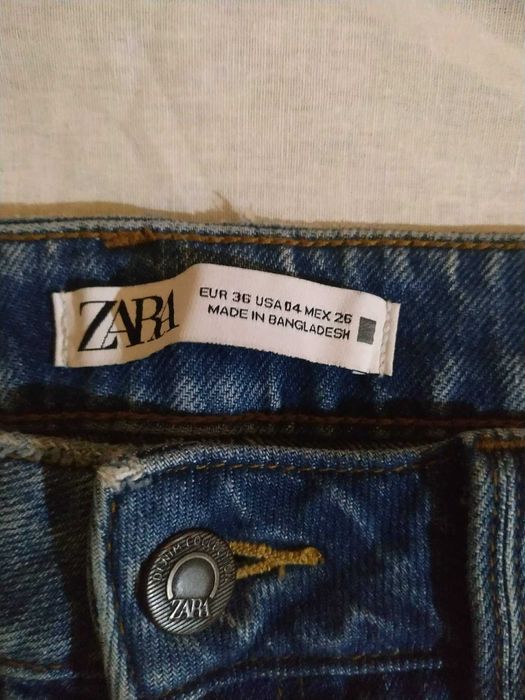 ZARA
EUR 36 USA 04 MEX 26
MADE IN BANGLADESH
ZARA